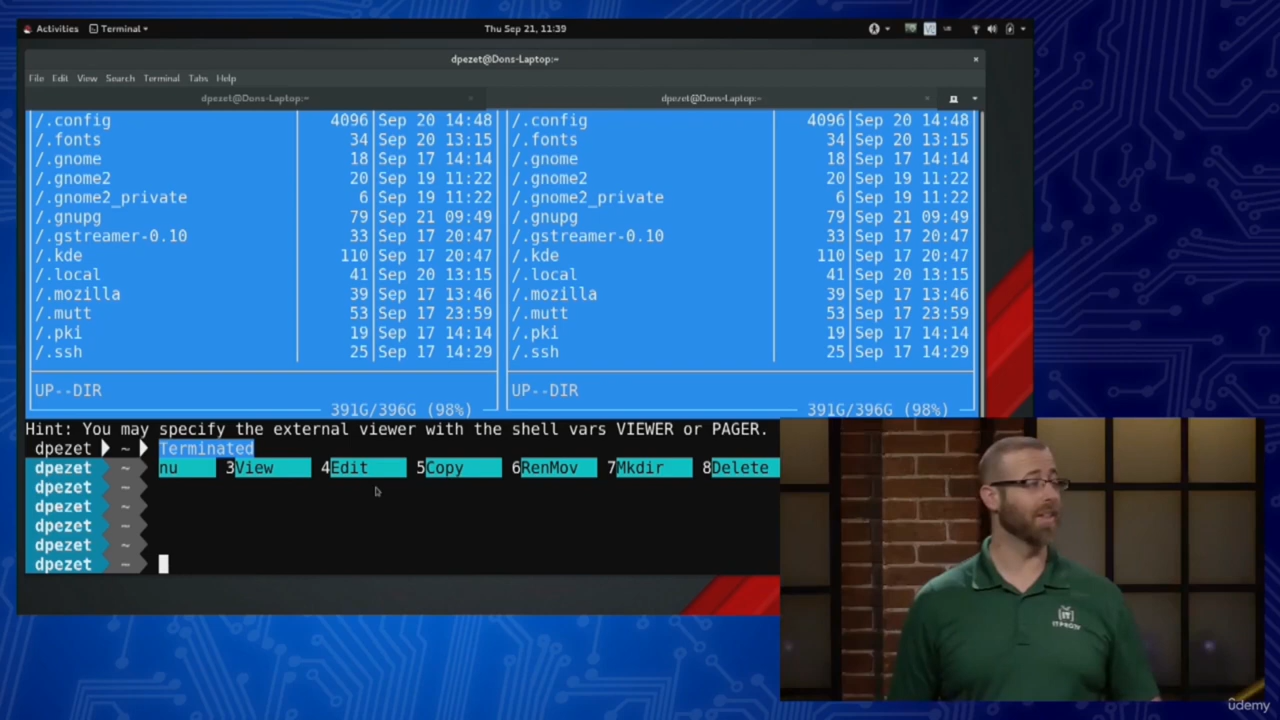 Activities Terminal Thu Sep 21, 11:39
dpezet@Dons-Laptop:~
File Edit View Search Terminal Tabs Help
dpezet@Dons-Laptop:~ dpezet@Dons-Laptop:~
/.config 4096 Sep 20 14:48 /.config 4096 Sep 20 14:48
/.fonts 34 Sep 20 13:15 /.fonts 34 Sep 20 13:15
/.gnome 18 Sep 17 14:14 /.gnome 18 Sep 17 14:14
/.gnome2 20 Sep 19 11:22 /.gnome2 20 Sep 19 11:22
/.gnome2_private 6 Sep 19 11:22 /.gnome2_private 6 Sep 19 11:22
/.gnupg 79 Sep 21 09:49 /.gnupg 79 Sep 21 09:49
/.gstreamer-0.10 33 Sep 17 20:47 /.gstreamer-0.10 33 Sep 17 20:47
/.kde 110 Sep 17 20:47 /.kde 110 Sep 17 20:47
/.local 41 Sep 20 13:15 /.local 41 Sep 20 13:15
/.mozilla 39 Sep 17 13:46 /.mozilla 39 Sep 17 13:46
/.mutt 53 Sep 17 23:59 /.mutt 53 Sep 17 23:59
/.pki 19 Sep 17 14:14 /.pki 19 Sep 17 14:14
/.ssh 25 Sep 17 14:29 /.ssh 25 Sep 17 14:29
UP--DIR UP--DIR
391G/396G (98%) 391G/396G (98%)
Hint: You may specify the external viewer with the shell vars VIEWER or PAGER.
dpezet ~ Terminated
dpezet ~ nu 3View 4Edit 5Copy 6RenMov 7Mkdir 8Delete
dpezet ~
dpezet ~
dpezet ~
dpezet ~
dpezet ~
IT
ITPROTV
udemy